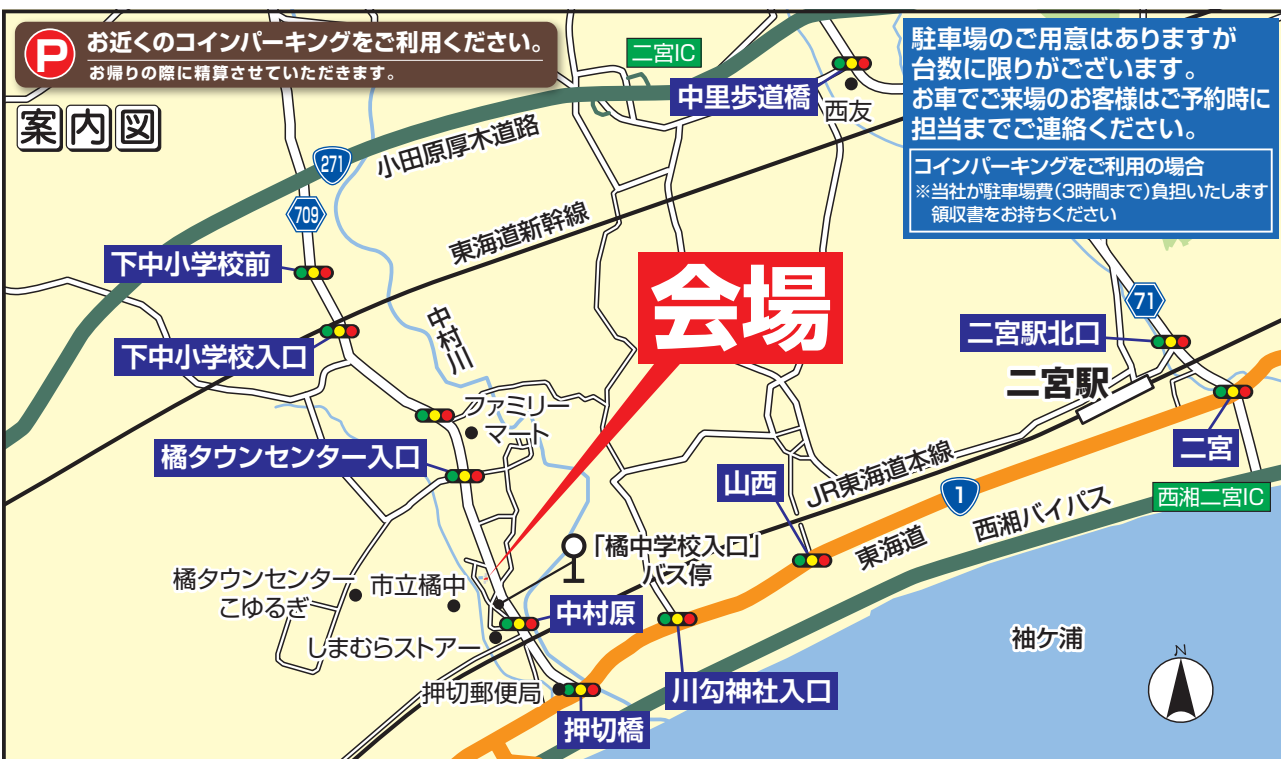 P
お近くのコインパーキングをご利用ください。
お帰りの際に精算させていただきます。
案内図
駐車場のご用意はありますが
台数に限りがございます。
お車でご来場のお客様はご予約時に
担当までご連絡ください。
コインパーキングをご利用の場合
※当社が駐車場費(3時間まで)負担いたします
領収書をお持ちください
二宮IC
中里歩道橋
西友
小田原厚木道路
271
709
東海道新幹線
下中小学校前
下中小学校入口
中村川
会場
71
二宮駅北口
二宮駅
二宮
ファミリー
マート
橘タウンセンター入口
山西
JR東海道本線
1
東海道
西湘バイパス
西湘二宮IC
「橘中学校入口」
バス停
橘タウンセンター
こゆるぎ
市立橘中
中村原
しまむらストアー
押切郵便局
押切橋
川勾神社入口
袖ケ浦
N